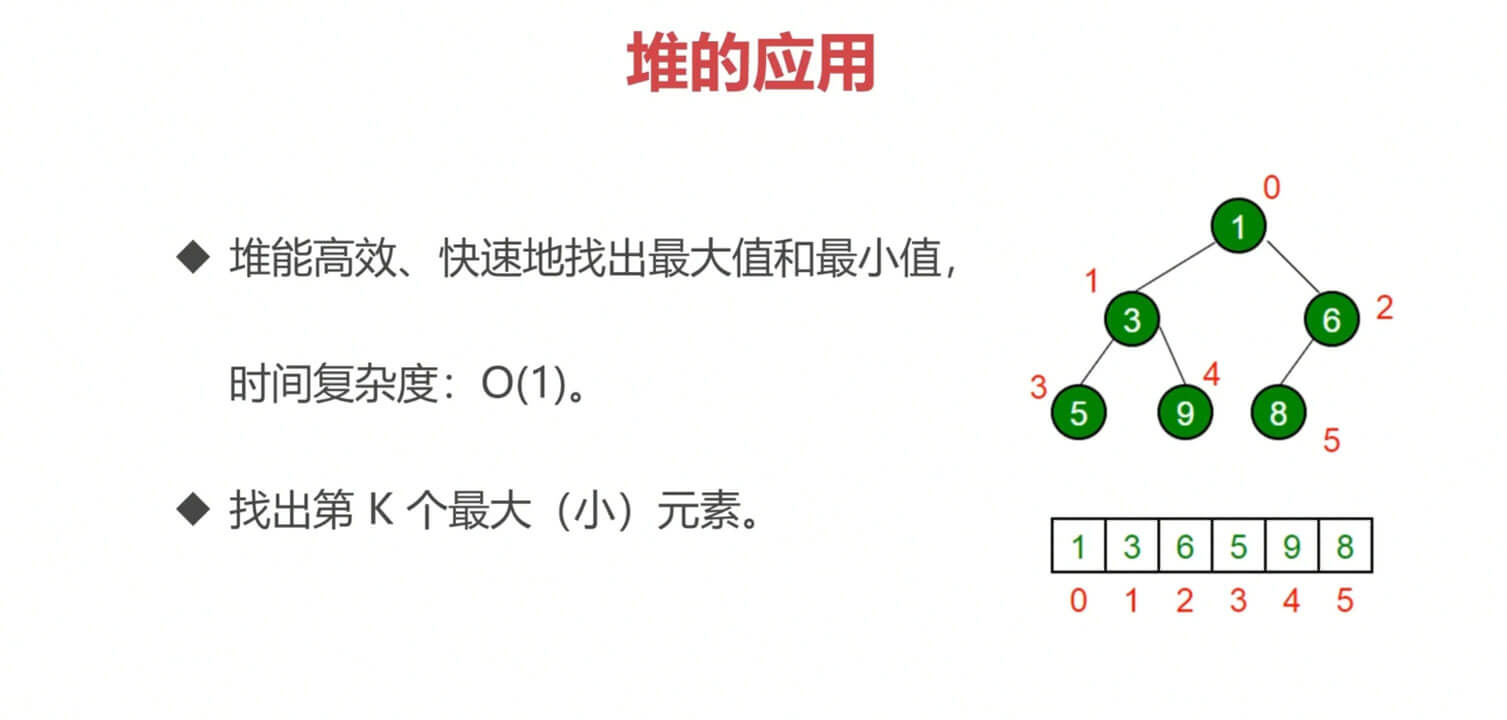 堆的应用
◆ 堆能高效、快速地找出最大值和最小值，
时间复杂度：O(1)。
◆ 找出第 K 个最大（小）元素。
0
1
1
3
6
2
3
4
5
9
8
5
1 3 6 5 9 8
0 1 2 3 4 5